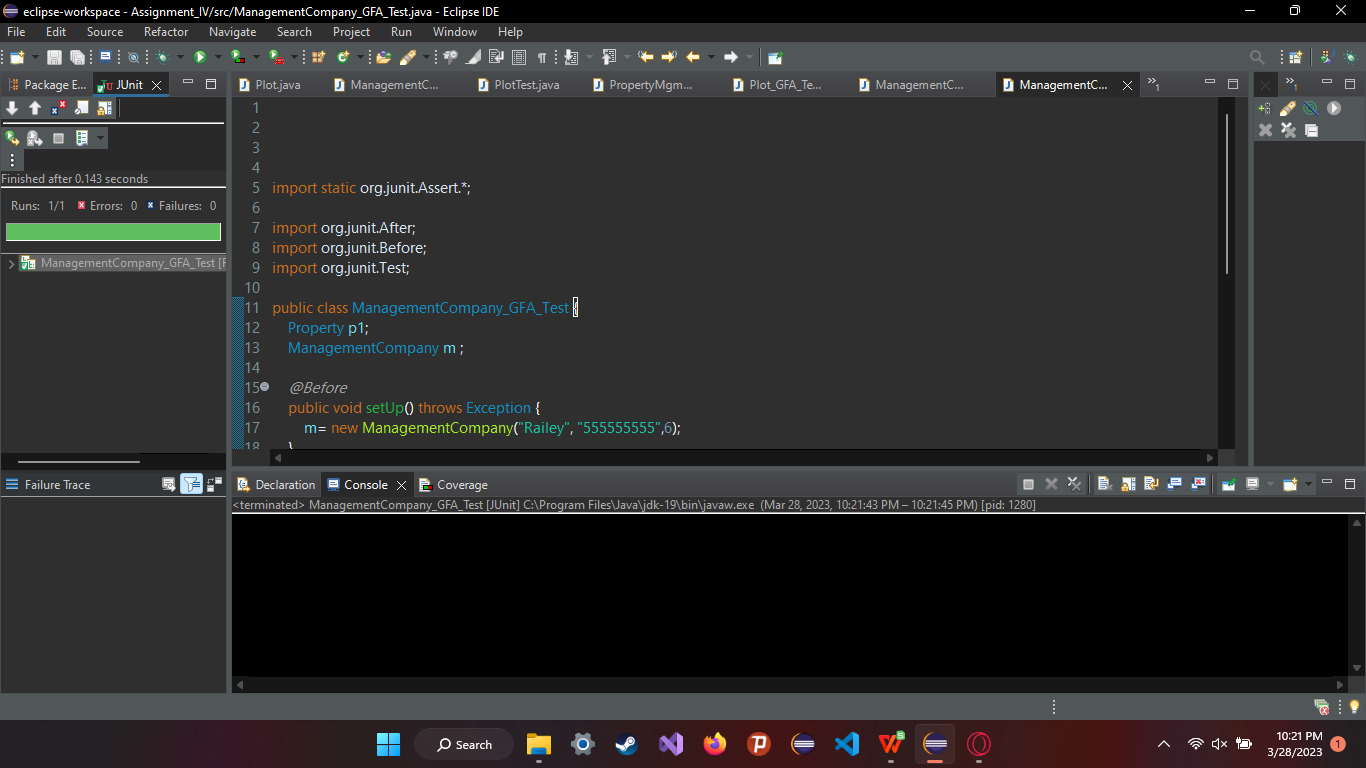 eclipse-workspace - Assignment_IV/src/ManagementCompany_GFA_Test.java - Eclipse IDE
File Edit Source Refactor Navigate Search Project Run Window Help
Package E... JUnit
Plot.java ManagementC... PlotTest.java PropertyMgm... Plot_GFA_Te... ManagementC... ManagementC... »1 »1
Finished after 0.143 seconds
Runs: 1/1 Errors: 0 Failures: 0
ManagementCompany_GFA_Test [F
1
2
3
4
5 import static org.junit.Assert.*;
6
7 import org.junit.After;
8 import org.junit.Before;
9 import org.junit.Test;
10
11 public class ManagementCompany_GFA_Test {
12 Property p1;
13 ManagementCompany m ;
14
15 @Before
16 public void setUp() throws Exception {
17 m= new ManagementCompany("Railey", "555555555",6);
18 }
Failure Trace
Declaration Console Coverage
<terminated> ManagementCompany_GFA_Test [JUnit] C:\Program Files\Java\jdk-19\bin\javaw.exe (Mar 28, 2023, 10:21:43 PM – 10:21:45 PM) [pid: 1280]
Search
10:21 PM
3/28/2023
1